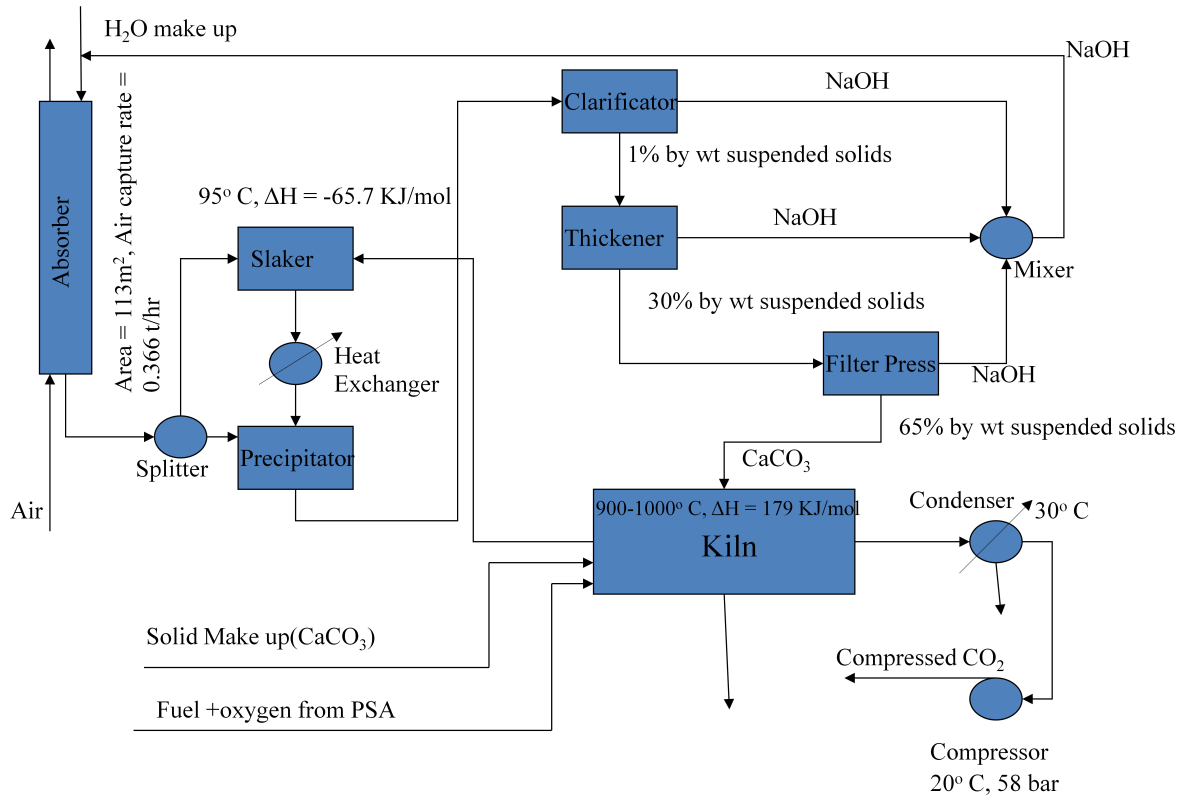 H₂O make up
NaOH
Absorber
Area = 113m², Air capture rate =
0.366 t/hr
Clarificator
NaOH
1% by wt suspended solids
95º C, ΔH = -65.7 KJ/mol
Thickener
NaOH
Slaker
Mixer
30% by wt suspended solids
Heat
Exchanger
Filter Press
NaOH
65% by wt suspended solids
Splitter
Precipitator
CaCO₃
Air
900-1000º C, ΔH = 179 KJ/mol
Kiln
Condenser
30º C
Solid Make up(CaCO₃)
Compressed CO₂
Fuel +oxygen from PSA
Compressor
20º C, 58 bar